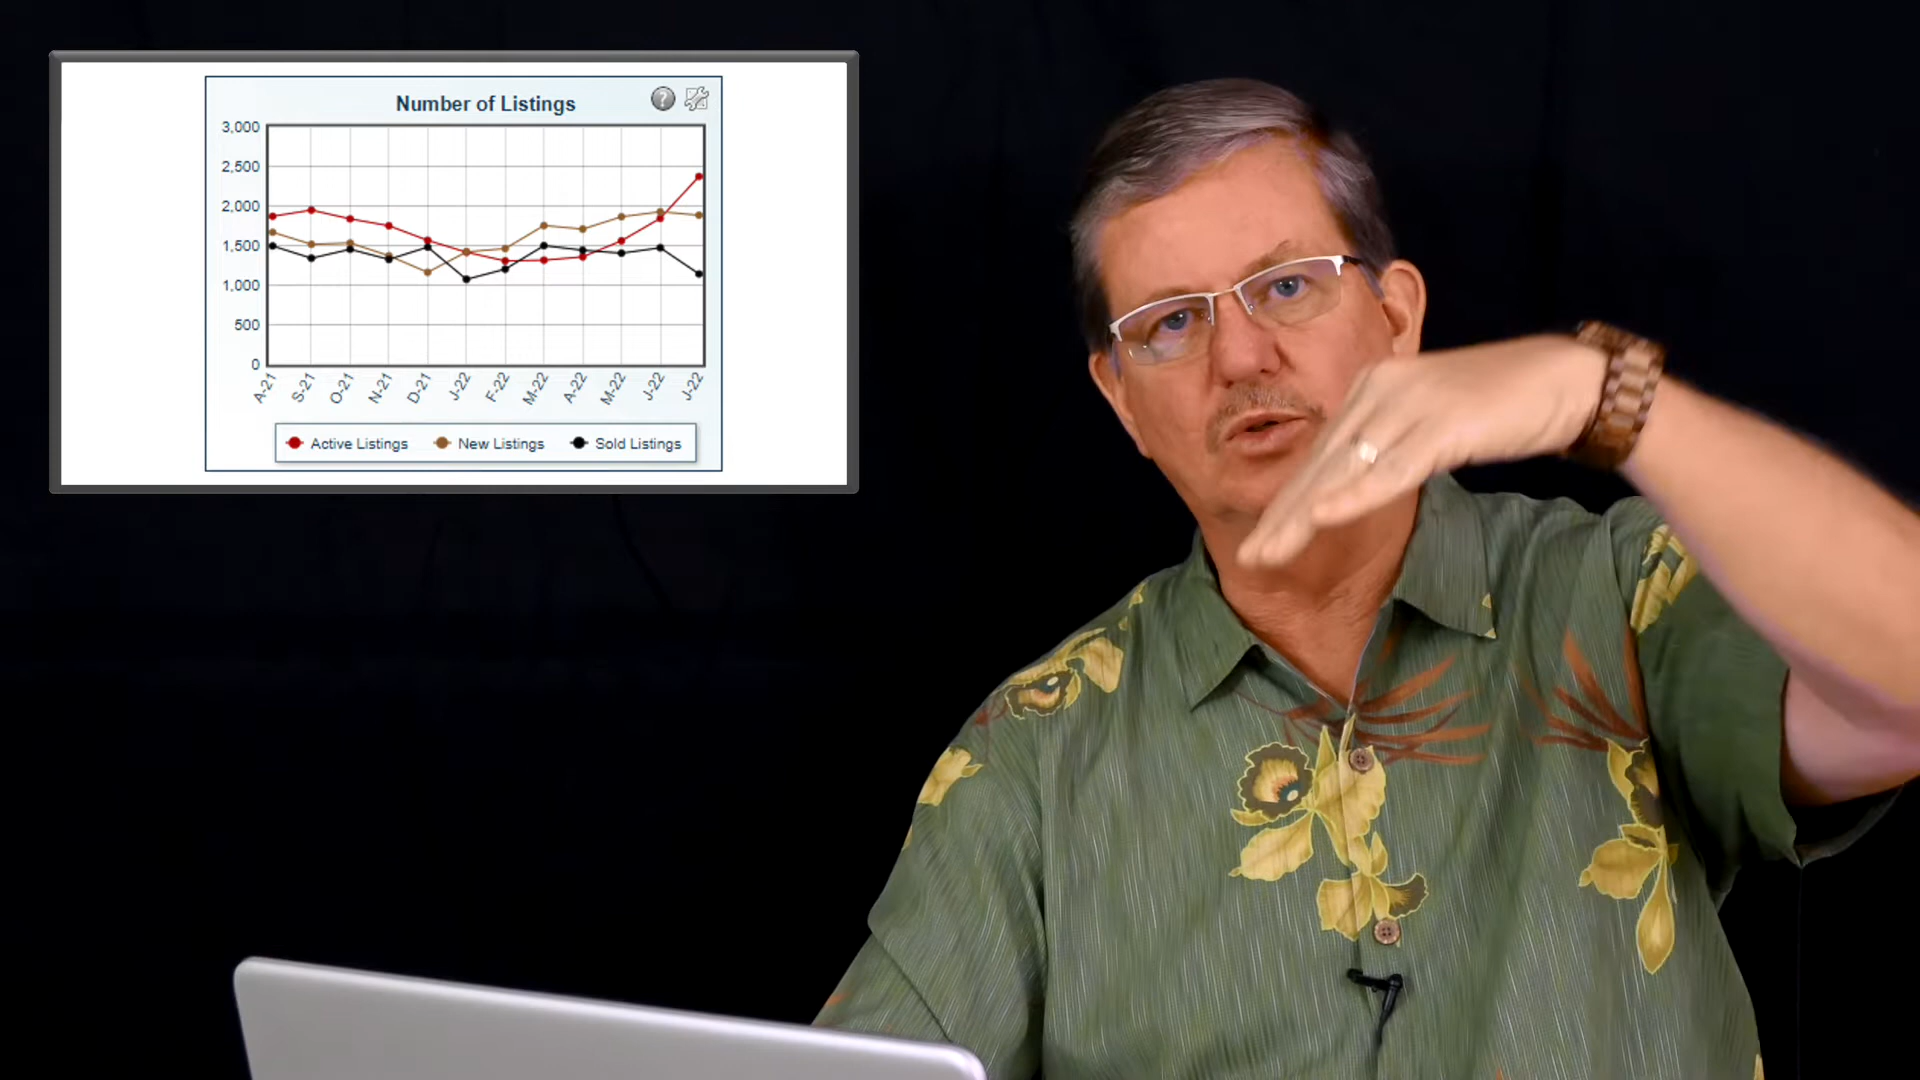 Number of Listings
?
3,000
2,500
2,000
1,500
1,000
500
0
A-21 S-21 O-21 N-21 D-21 J-22 F-22 M-22 A-22 M-22 J-22 J-22
Active Listings New Listings Sold Listings